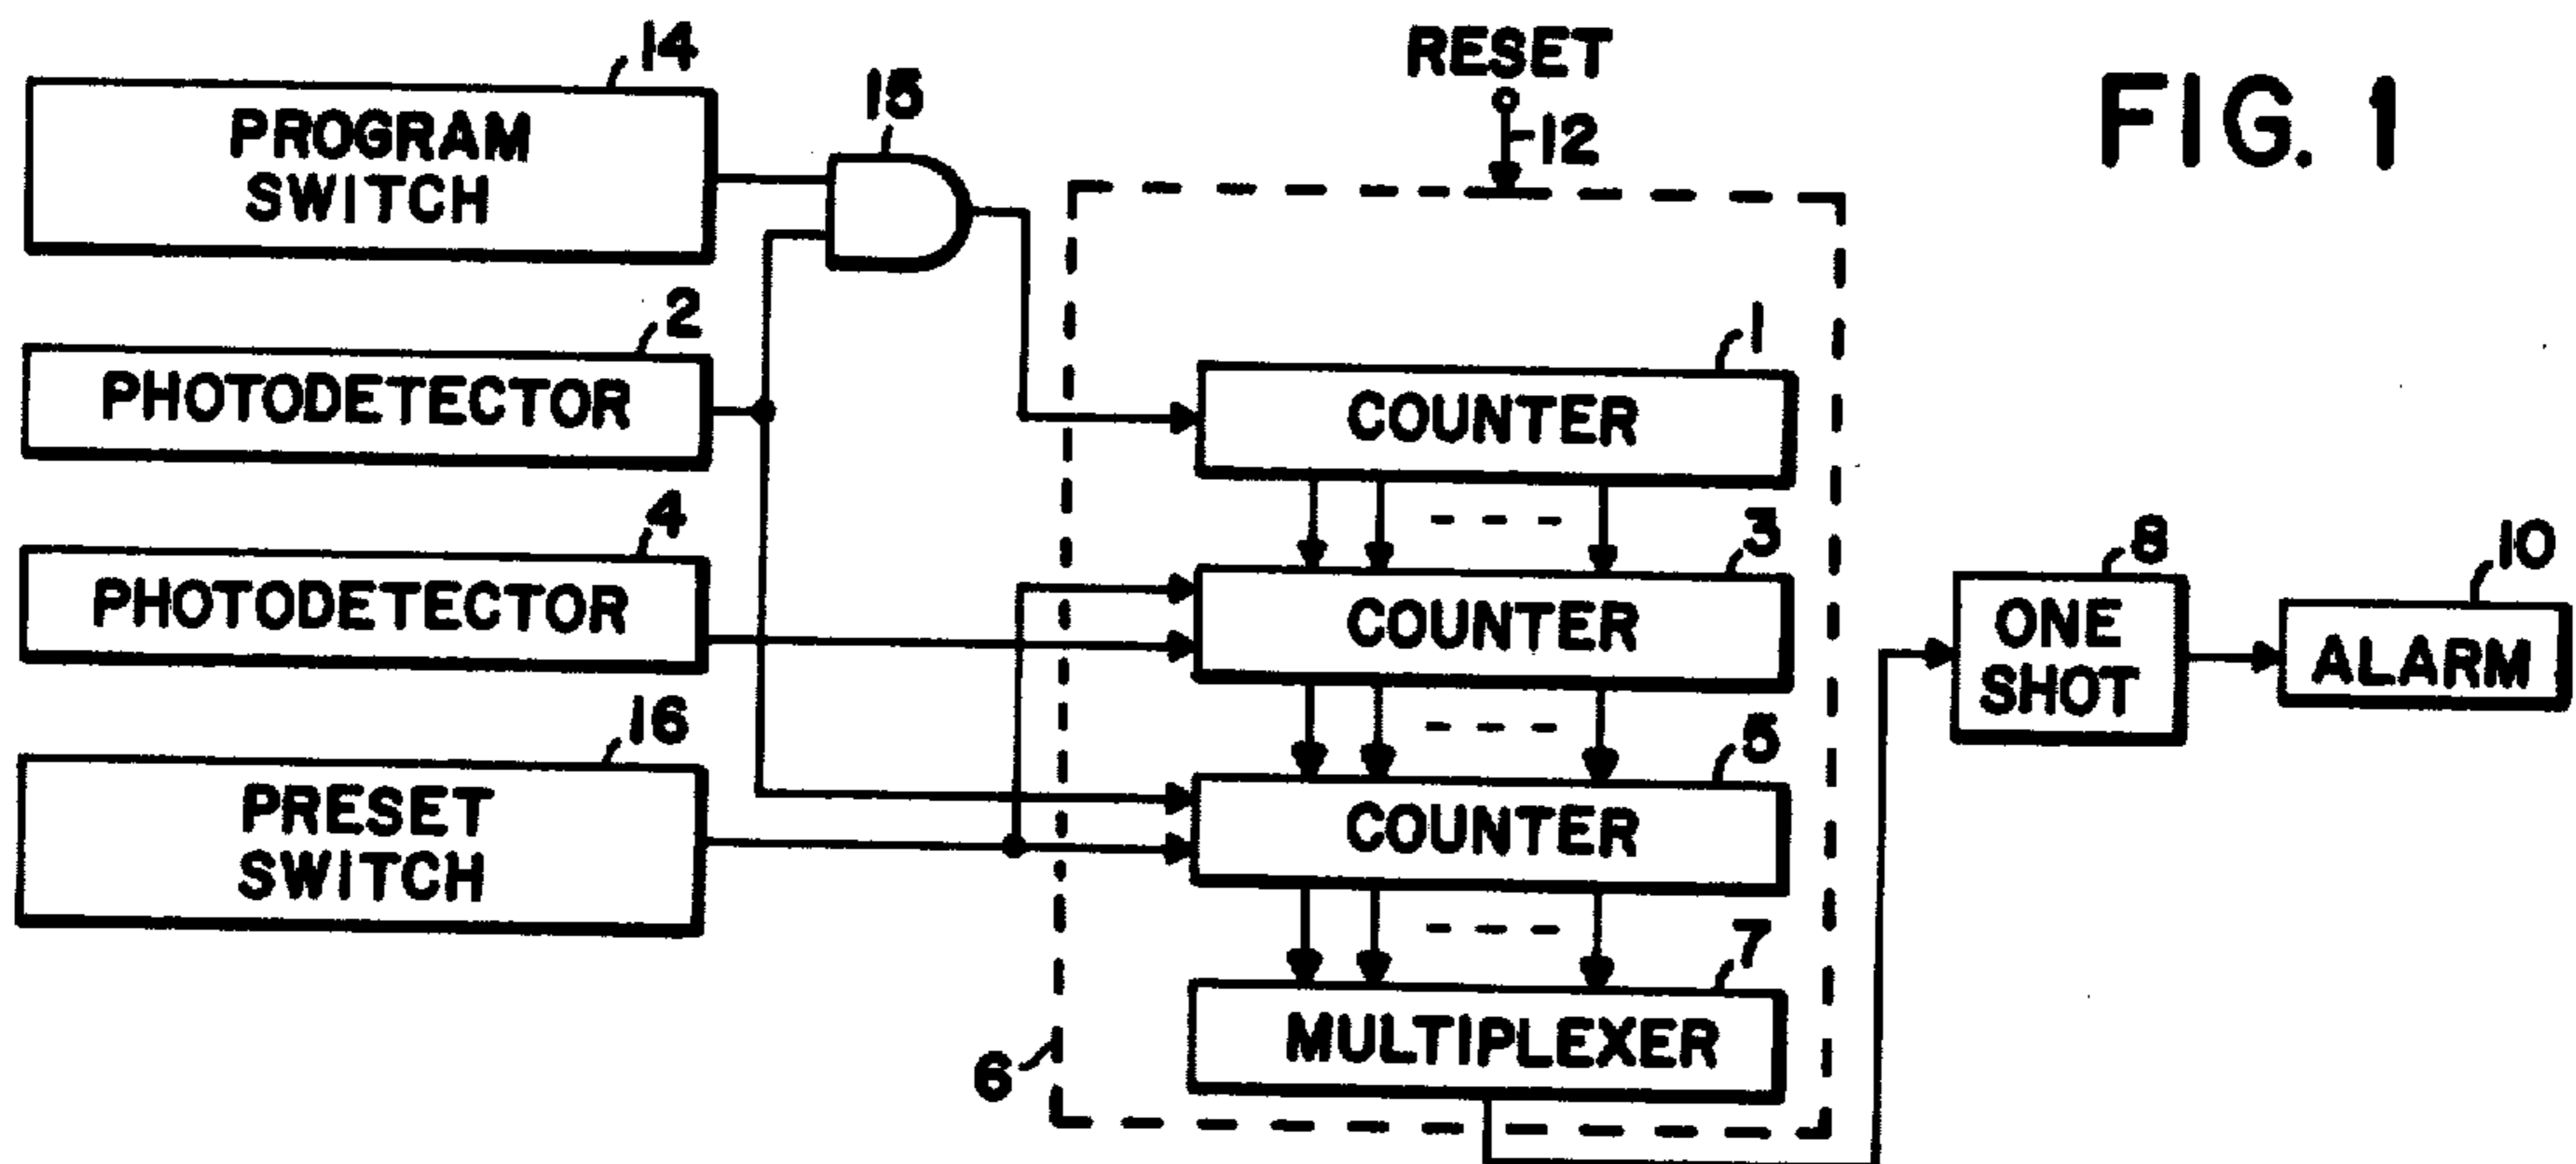 FIG. 1
RESET
12
14
PROGRAM
SWITCH
15
2
PHOTODETECTOR
4
PHOTODETECTOR
16
PRESET
SWITCH
1
COUNTER
3
COUNTER
5
COUNTER
7
MULTIPLEXER
6
8
ONE
SHOT
10
ALARM